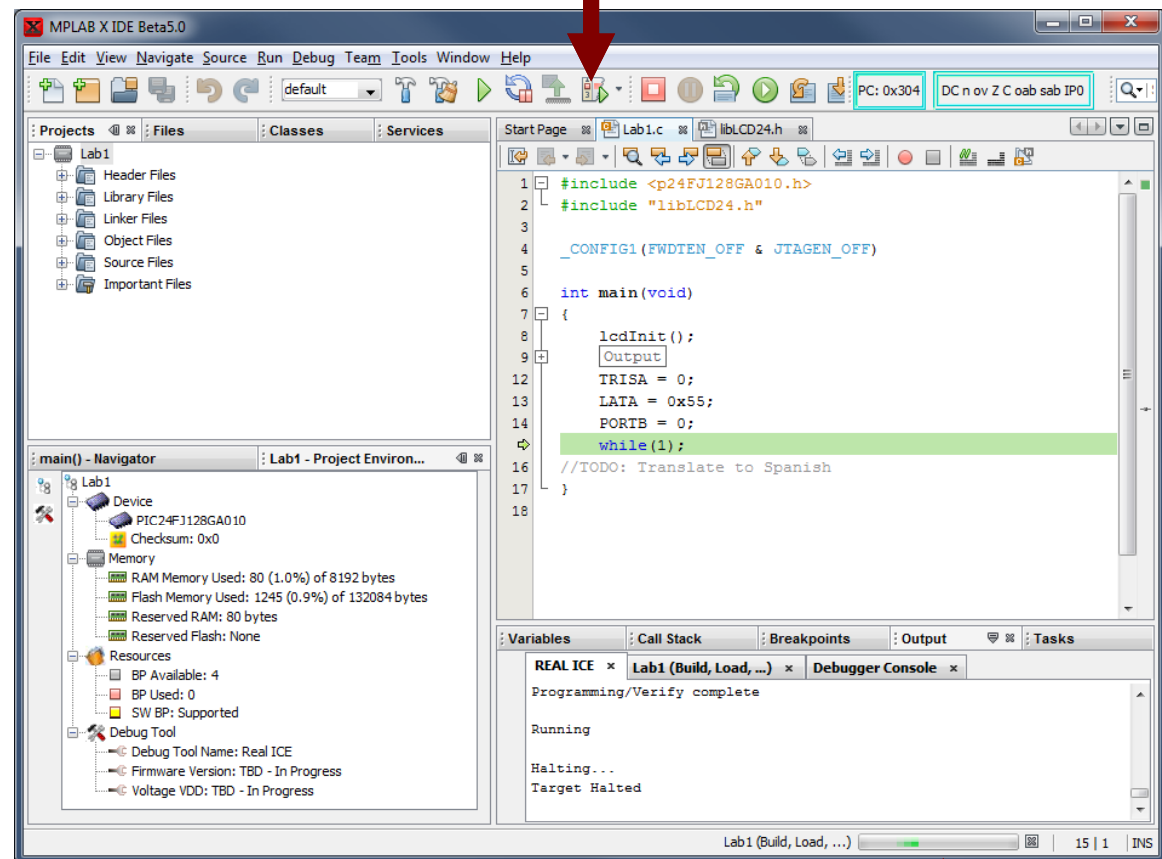 MPLAB X IDE Beta5.0
File Edit View Navigate Source Run Debug Team Tools Window Help
default
PC: 0x304
DC n ov Z C oab sab IP0
Projects
Files
Classes
Services
Lab1
Header Files
Library Files
Linker Files
Object Files
Source Files
Important Files
Start Page
Lab1.c
libLCD24.h
1 #include <p24FJ128GA010.h>
2 #include "libLCD24.h"
3
4 _CONFIG1(FWDTEN_OFF & JTAGEN_OFF)
5
6 int main(void)
7 {
8 lcdInit();
9 Output
12 TRISA = 0;
13 LATA = 0x55;
14 PORTB = 0;
while(1);
16 //TODO: Translate to Spanish
17 }
18
main() - Navigator
Lab1 - Project Environ...
Lab1
Device
PIC24FJ128GA010
Checksum: 0x0
Memory
RAM Memory Used: 80 (1.0%) of 8192 bytes
Flash Memory Used: 1245 (0.9%) of 132084 bytes
Reserved RAM: 80 bytes
Reserved Flash: None
Resources
BP Available: 4
BP Used: 0
SW BP: Supported
Debug Tool
Debug Tool Name: Real ICE
Firmware Version: TBD - In Progress
Voltage VDD: TBD - In Progress
Variables
Call Stack
Breakpoints
Output
Tasks
REAL ICE
Lab1 (Build, Load, ...)
Debugger Console
Programming/Verify complete
Running
Halting...
Target Halted
Lab1 (Build, Load, ...)
15 | 1
INS